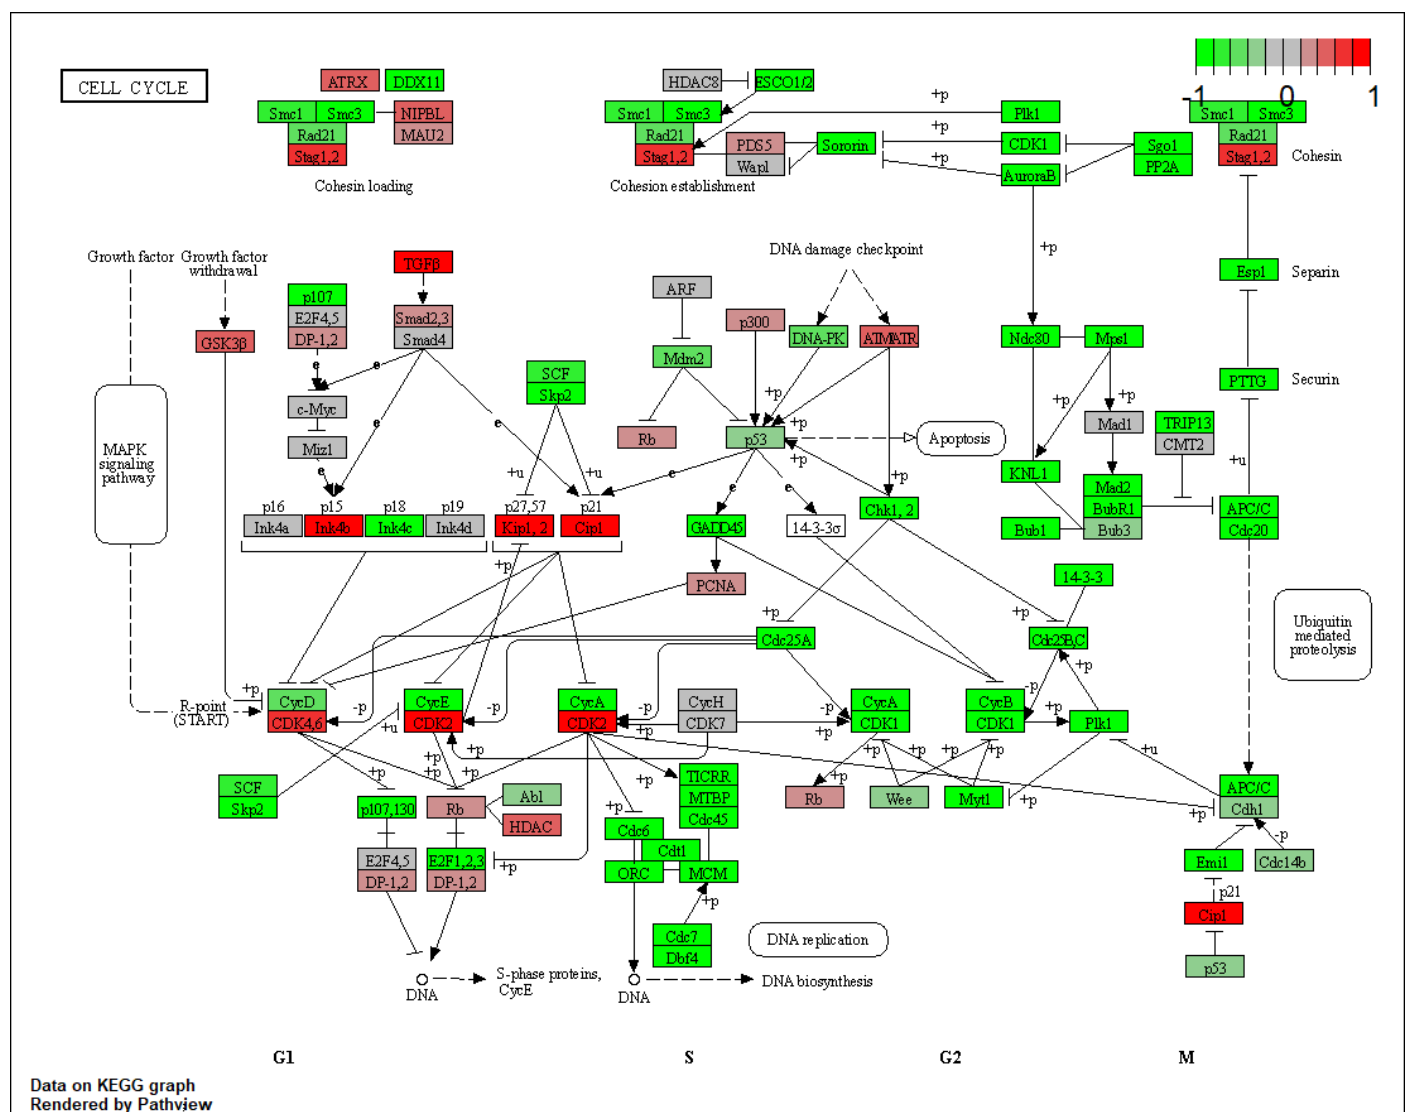 CELL CYCLE
ATRX
DDX11
Smc1
Smc3
NIPBL
Rad21
MAU2
Stag1,2
Cohesin loading
HDAC8
ESCO1/2
Smc1
Smc3
Rad21
Stag1,2
PDS5
Wapl
Sororin
Cohesion establishment
+p
Plk1
+p
CDK1
+p
AuroraB
Sgo1
PP2A
-1
0
1
Smc1
Smc3
Rad21
Stag1,2
Cohesin
Growth factor
Growth factor
withdrawal
TGFβ
DNA damage checkpoint
+p
Esp1
Separin
p107
E2F4,5
DP-1,2
Smad2,3
Smad4
GSK3β
ARF
p300
DNA-PK
ATM/ATR
Ndc80
Mps1
Mdm2
e
e
SCF
Skp2
PTTG
Securin
+p
+p
c-Myc
Miz1
MAPK
signaling
pathway
e
e
e
Rb
p53
+p
+p
Apoptosis
Mad1
TRIP13
CMT2
+u
+u
+u
e
e
e
+p
KNL1
p16
Ink4a
p15
Ink4b
p18
Ink4c
p19
Ink4d
p27,57
Kip1, 2
p21
Cip1
GADD45
14-3-3σ
Chk1, 2
Mad2
BubR1
Bub3
Bub1
APC/C
Cdc20
+p
PCNA
14-3-3
+p
+p
Cdc25A
Cdc25B,C
Ubiquitin
mediated
proteolysis
R-point
(START)
+p
CycD
CDK4,6
-p
CycE
CDK2
-p
CycA
CDK2
-p
+p
CycH
CDK7
-p
+p
CycA
CDK1
CycB
CDK1
-p
+p
+p
Plk1
+u
+u
+p
+p
+p
+p
+p
+p
+p
+p
+p
+p
+p
+p
SCF
Skp2
p107,130
Rb
Abl
HDAC
TICRR
MTBP
Cdc45
Rb
Wee
Myt1
APC/C
Cdh1
-p
E2F4,5
DP-1,2
E2F1,2,3
DP-1,2
+p
Cdc6
Cdt1
ORC
MCM
+p
Emi1
Cdc14b
p21
Cip1
Cdc7
Dbf4
DNA replication
p53
DNA
S-phase proteins,
CycE
DNA
DNA biosynthesis
G1
S
G2
M
Data on KEGG graph
Rendered by Pathview